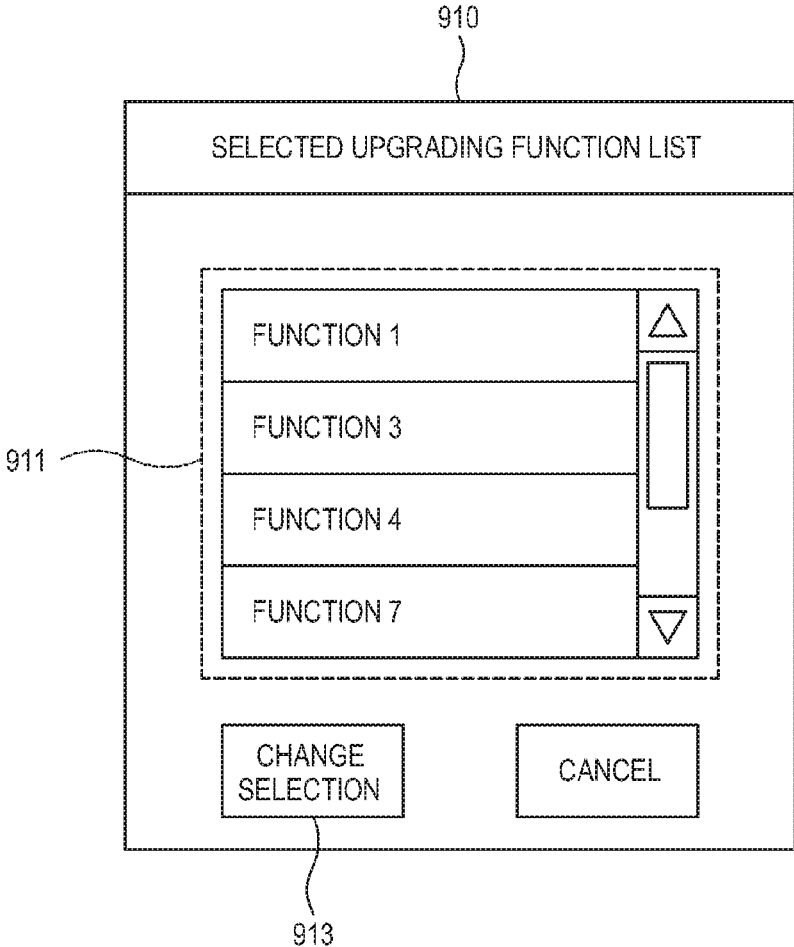 910
SELECTED UPGRADING FUNCTION LIST
FUNCTION 1
FUNCTION 3
911
FUNCTION 4
FUNCTION 7
CHANGE
SELECTION
CANCEL
913